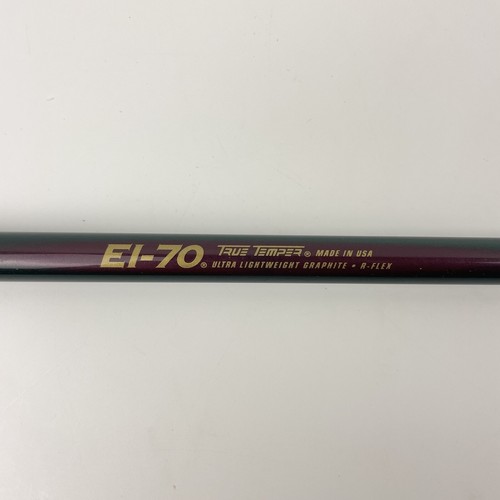 EI-70® TRUE TEMPER® MADE IN USA
ULTRA LIGHTWEIGHT GRAPHITE • R-FLEX